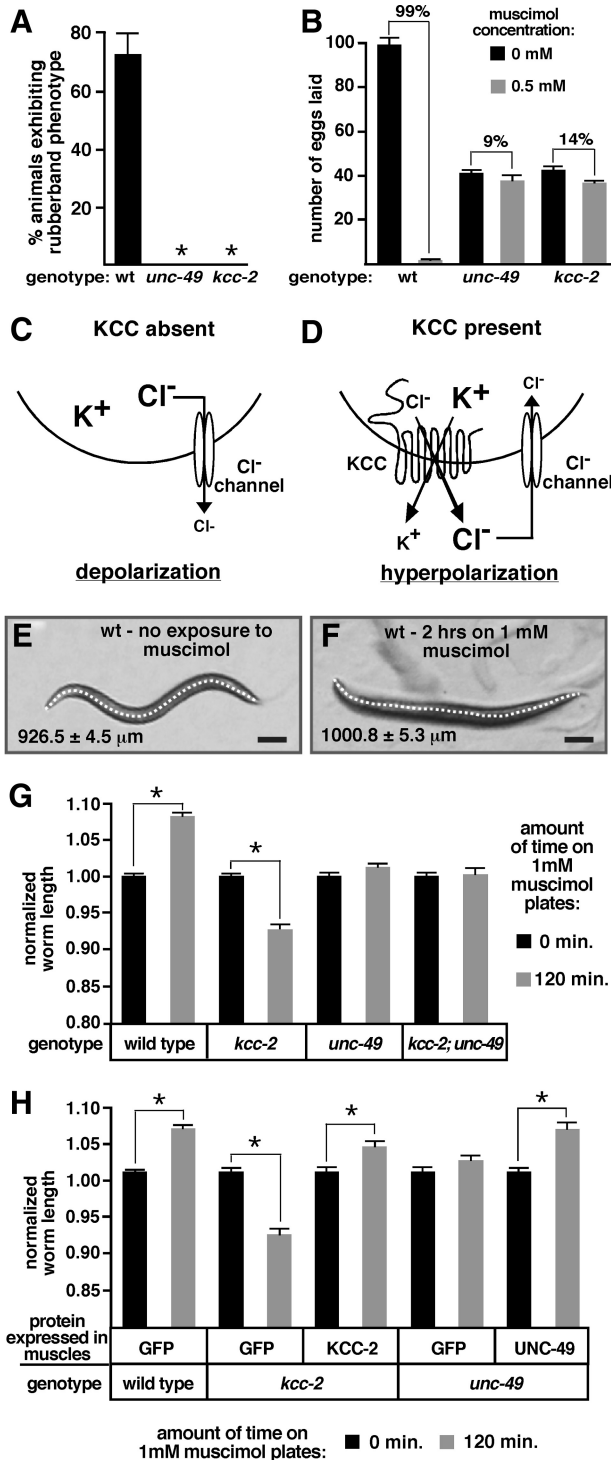 A
% animals exhibiting
rubberband phenotype
80
60
40
20
*
*
genotype: wt unc-49 kcc-2
B
number of eggs laid
100
80
60
40
20
99%
9%
14%
muscimol
concentration:
0 mM
0.5 mM
genotype: wt unc-49 kcc-2
C
KCC absent
K+
Cl-
Cl-
channel
Cl-
depolarization
D
KCC present
Cl-
K+
Cl-
KCC
Cl-
channel
K+
Cl-
hyperpolarization
E
wt - no exposure to
muscimol
926.5 ± 4.5 µm
F
wt - 2 hrs on 1 mM
muscimol
1000.8 ± 5.3 µm
G
normalized
worm length
1.10
1.05
1.00
0.95
0.90
0.85
0.80
*
*
amount
of time on
1mM
muscimol
plates:
0 min.
120 min.
genotype wild type kcc-2 unc-49 kcc-2; unc-49
H
normalized
worm length
1.10
1.05
1.00
0.95
0.90
0.85
*
*
*
*
protein
expressed in
muscles
GFP GFP KCC-2 GFP UNC-49
genotype wild type kcc-2 unc-49
amount of time on
1mM muscimol plates:
0 min. 120 min.